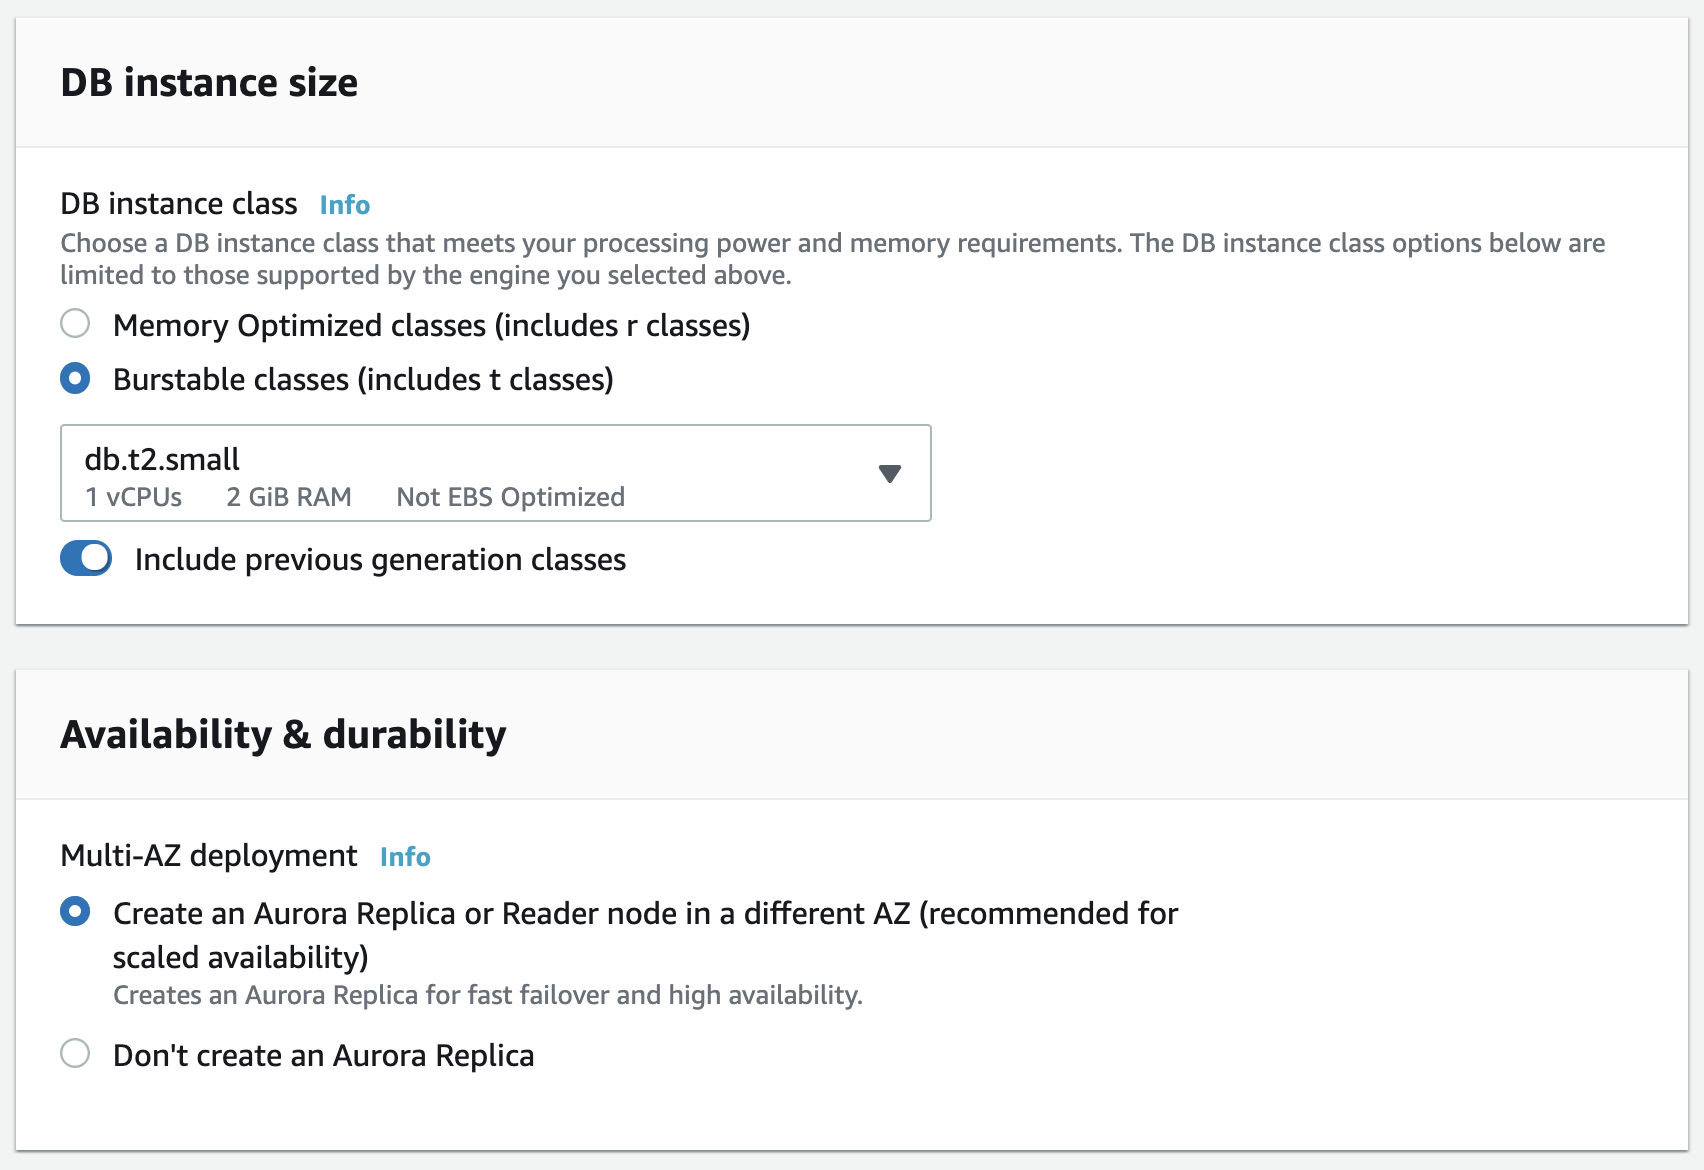 DB instance size
DB instance class Info
Choose a DB instance class that meets your processing power and memory requirements. The DB instance class options below are
limited to those supported by the engine you selected above.
Memory Optimized classes (includes r classes)
Burstable classes (includes t classes)
db.t2.small
1 vCPUs 2 GiB RAM Not EBS Optimized
Include previous generation classes
Availability & durability
Multi-AZ deployment Info
Create an Aurora Replica or Reader node in a different AZ (recommended for
scaled availability)
Creates an Aurora Replica for fast failover and high availability.
Don't create an Aurora Replica